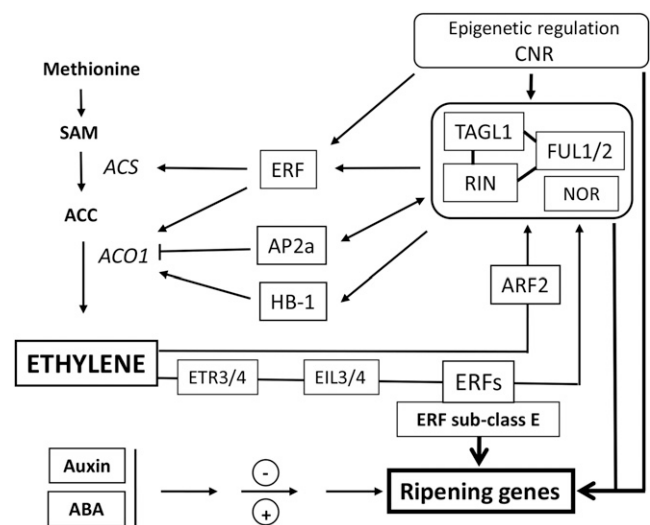 Epigenetic regulation
CNR
Methionine
SAM
ACS
ACC
ACO1
ERF
AP2a
HB-1
TAGL1
FUL1/2
RIN
NOR
ARF2
ETHYLENE
ETR3/4
EIL3/4
ERFs
ERF sub-class E
Auxin
ABA
-
+
Ripening genes